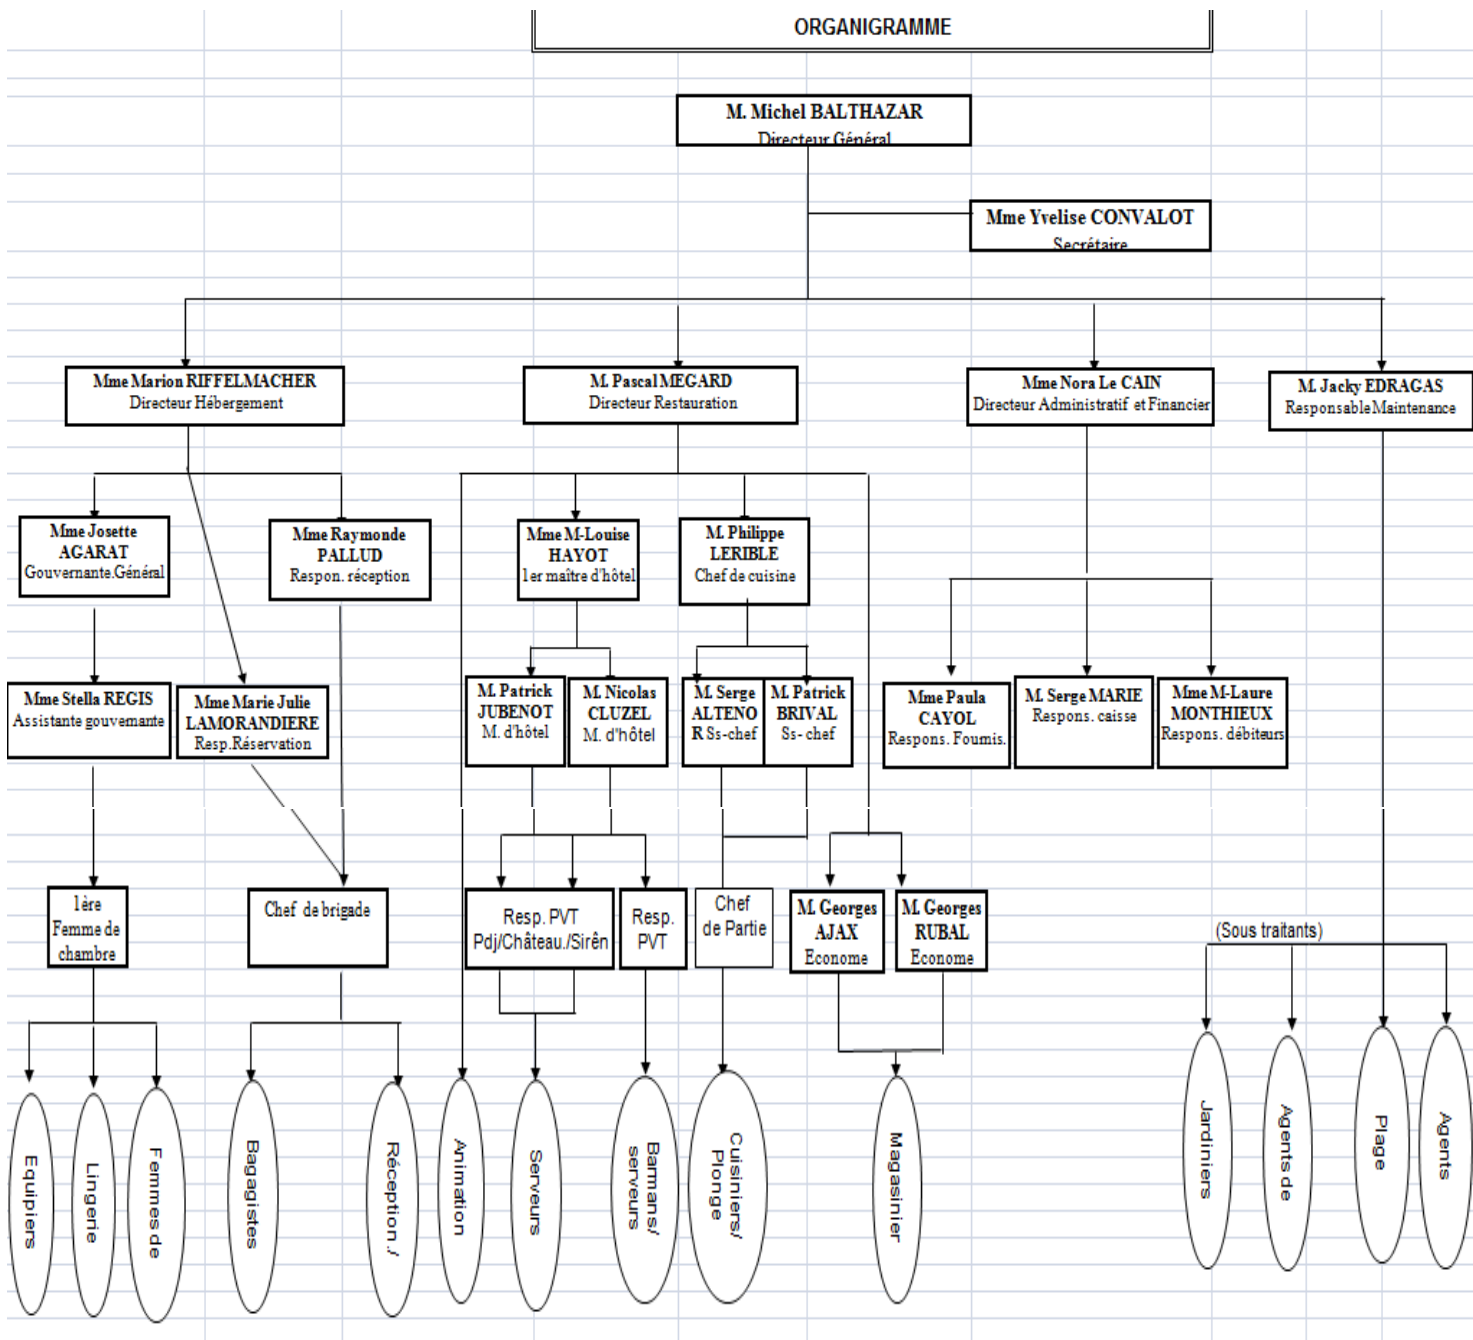 ORGANIGRAMME
M. Michel BALTHAZAR
Directeur Général
Mme Yvelise CONVALOT
Secrétaire
Mme Marion RIFFELMACHER
Directeur Hébergement
M. Pascal MEGARD
Directeur Restauration
Mme Nora Le CAIN
Directeur Administratif et Financier
M. Jacky EDRAGAS
Responsable Maintenance
Mme Josette
AGARAT
Gouvernante.Général
Mme Raymonde
PALLUD
Respon. réception
Mme M-Louise
HAYOT
1er maître d'hôtel
M. Philippe
LERIBLE
Chef de cuisine
Mme Stella REGIS
Assistante gouvernante
Mme Marie Julie
LAMORANDIERE
Resp.Réservation
M. Patrick
JUBENOT
M. d'hôtel
M. Nicolas
CLUZEL
M. d'hôtel
M. Serge
ALTENO
R Ss-chef
M. Patrick
BRIVAL
Ss- chef
Mme Paula
CAYOL
Respons. Fournis.
M. Serge MARIE
Respons. caisse
Mme M-Laure
MONTHIEUX
Respons. débiteurs
1ère
Femme de
chambre
Chef de brigade
Resp. PVT
Pdj/Château./Sirên
Resp.
PVT
Chef
de Partie
M. Georges
AJAX
Econome
M. Georges
RUBAL
Econome
(Sous traitants)
Equipiers
Lingerie
Femmes de
Bagagistes
Réception ./
Animation
Serveurs
Barmans/
serveurs
Cuisiniers/
Plonge
Magasinier
Jardiniers
Agents de
Plage
Agents